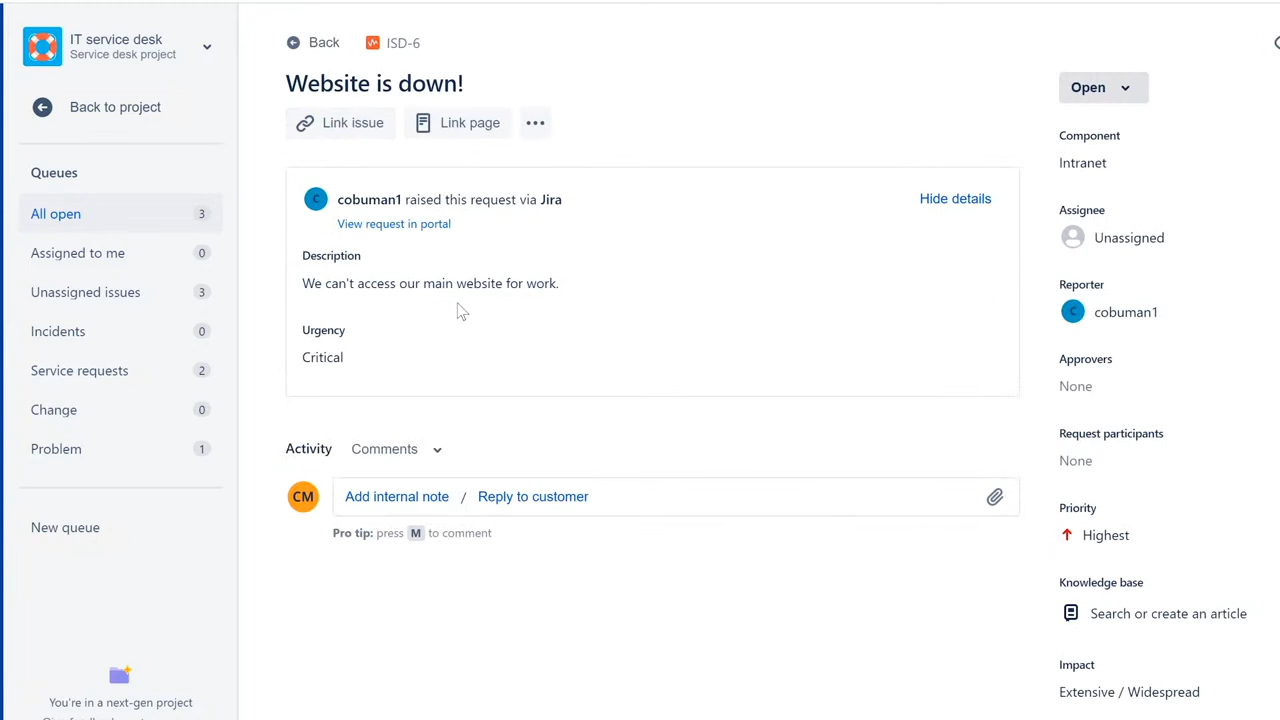 IT service desk
Service desk project
Back to project
Queues
All open 3
Assigned to me 0
Unassigned issues 3
Incidents 0
Service requests 2
Change 0
Problem 1
New queue
You're in a next-gen project
Back ISD-6
Website is down!
Link issue Link page
C cobuman1 raised this request via Jira Hide details
View request in portal
Description
We can't access our main website for work.
Urgency
Critical
Activity Comments
CM Add internal note / Reply to customer
Pro tip: press M to comment
Open
Component
Intranet
Assignee
Unassigned
Reporter
C cobuman1
Approvers
None
Request participants
None
Priority
Highest
Knowledge base
Search or create an article
Impact
Extensive / Widespread